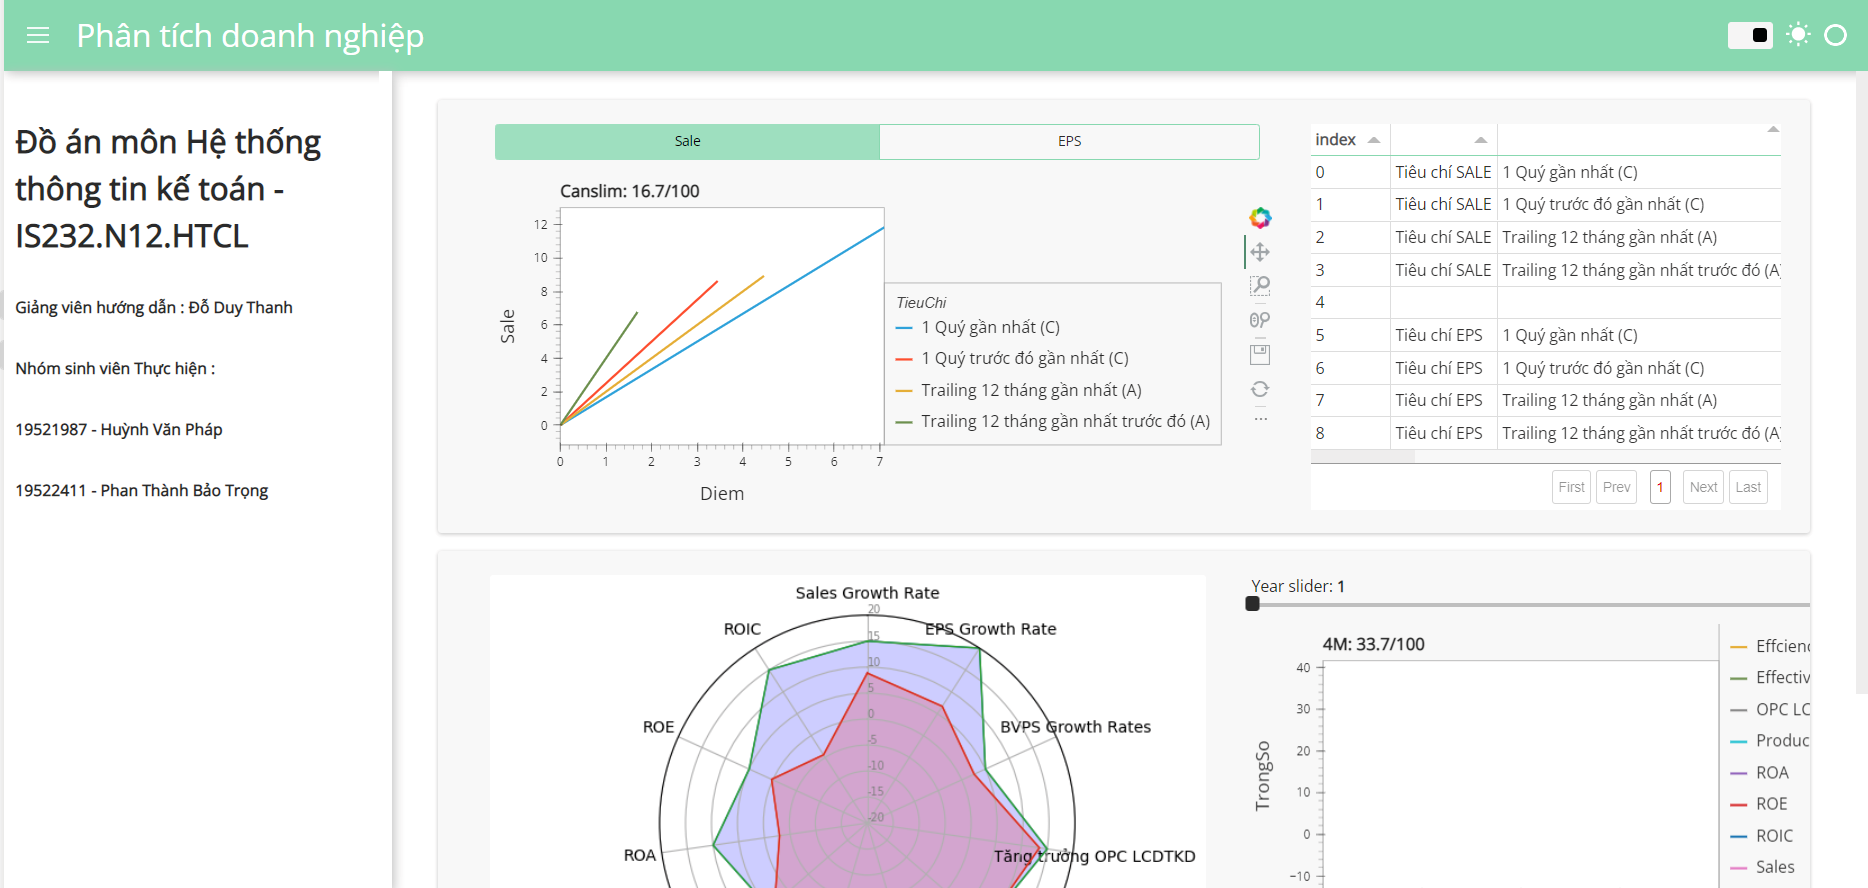 Phân tích doanh nghiệp
Đồ án môn Hệ thống
thông tin kế toán -
IS232.N12.HTCL
Giảng viên hướng dẫn : Đỗ Duy Thanh
Nhóm sinh viên Thực hiện :
19521987 - Huỳnh Văn Pháp
19522411 - Phan Thành Bảo Trọng
Sale
EPS
Canslim: 16.7/100
12
10
8
6
4
2
0
Sale
0 1 2 3 4 5 6 7
Diem
TieuChi
1 Quý gần nhất (C)
1 Quý trước đó gần nhất (C)
Trailing 12 tháng gần nhất (A)
Trailing 12 tháng gần nhất trước đó (A)
index
0 Tiêu chí SALE 1 Quý gần nhất (C)
1 Tiêu chí SALE 1 Quý trước đó gần nhất (C)
2 Tiêu chí SALE Trailing 12 tháng gần nhất (A)
3 Tiêu chí SALE Trailing 12 tháng gần nhất trước đó (A)
4
5 Tiêu chí EPS 1 Quý gần nhất (C)
6 Tiêu chí EPS 1 Quý trước đó gần nhất (C)
7 Tiêu chí EPS Trailing 12 tháng gần nhất (A)
8 Tiêu chí EPS Trailing 12 tháng gần nhất trước đó (A)
First Prev 1 Next Last
Sales Growth Rate
EPS Growth Rate
BVPS Growth Rates
Tăng trưởng OPC LCDTKD
ROIC
ROE
ROA
20
15
10
5
0
-5
-10
-15
-20
Year slider: 1
4M: 33.7/100
40
30
20
10
0
−10
TrongSo
Effcienc
Effectiv
OPC LC
Produc
ROA
ROE
ROIC
Sales